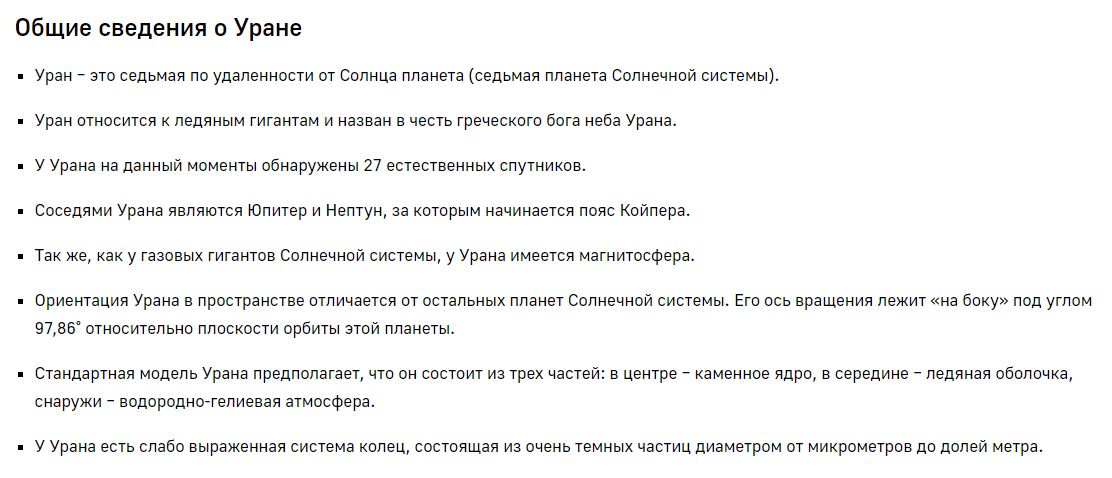 Общие сведения о Уране
▪ Уран – это седьмая по удаленности от Солнца планета (седьмая планета Солнечной системы).
▪ Уран относится к ледяным гигантам и назван в честь греческого бога неба Урана.
▪ У Урана на данный моменты обнаружены 27 естественных спутников.
▪ Соседями Урана являются Юпитер и Нептун, за которым начинается пояс Койпера.
▪ Так же, как у газовых гигантов Солнечной системы, у Урана имеется магнитосфера.
▪ Ориентация Урана в пространстве отличается от остальных планет Солнечной системы. Его ось вращения лежит «на боку» под углом
97,86˚ относительно плоскости орбиты этой планеты.
▪ Стандартная модель Урана предполагает, что он состоит из трех частей: в центре – каменное ядро, в середине – ледяная оболочка,
снаружи – водородно-гелиевая атмосфера.
▪ У Урана есть слабо выраженная система колец, состоящая из очень темных частиц диаметром от микрометров до долей метра.